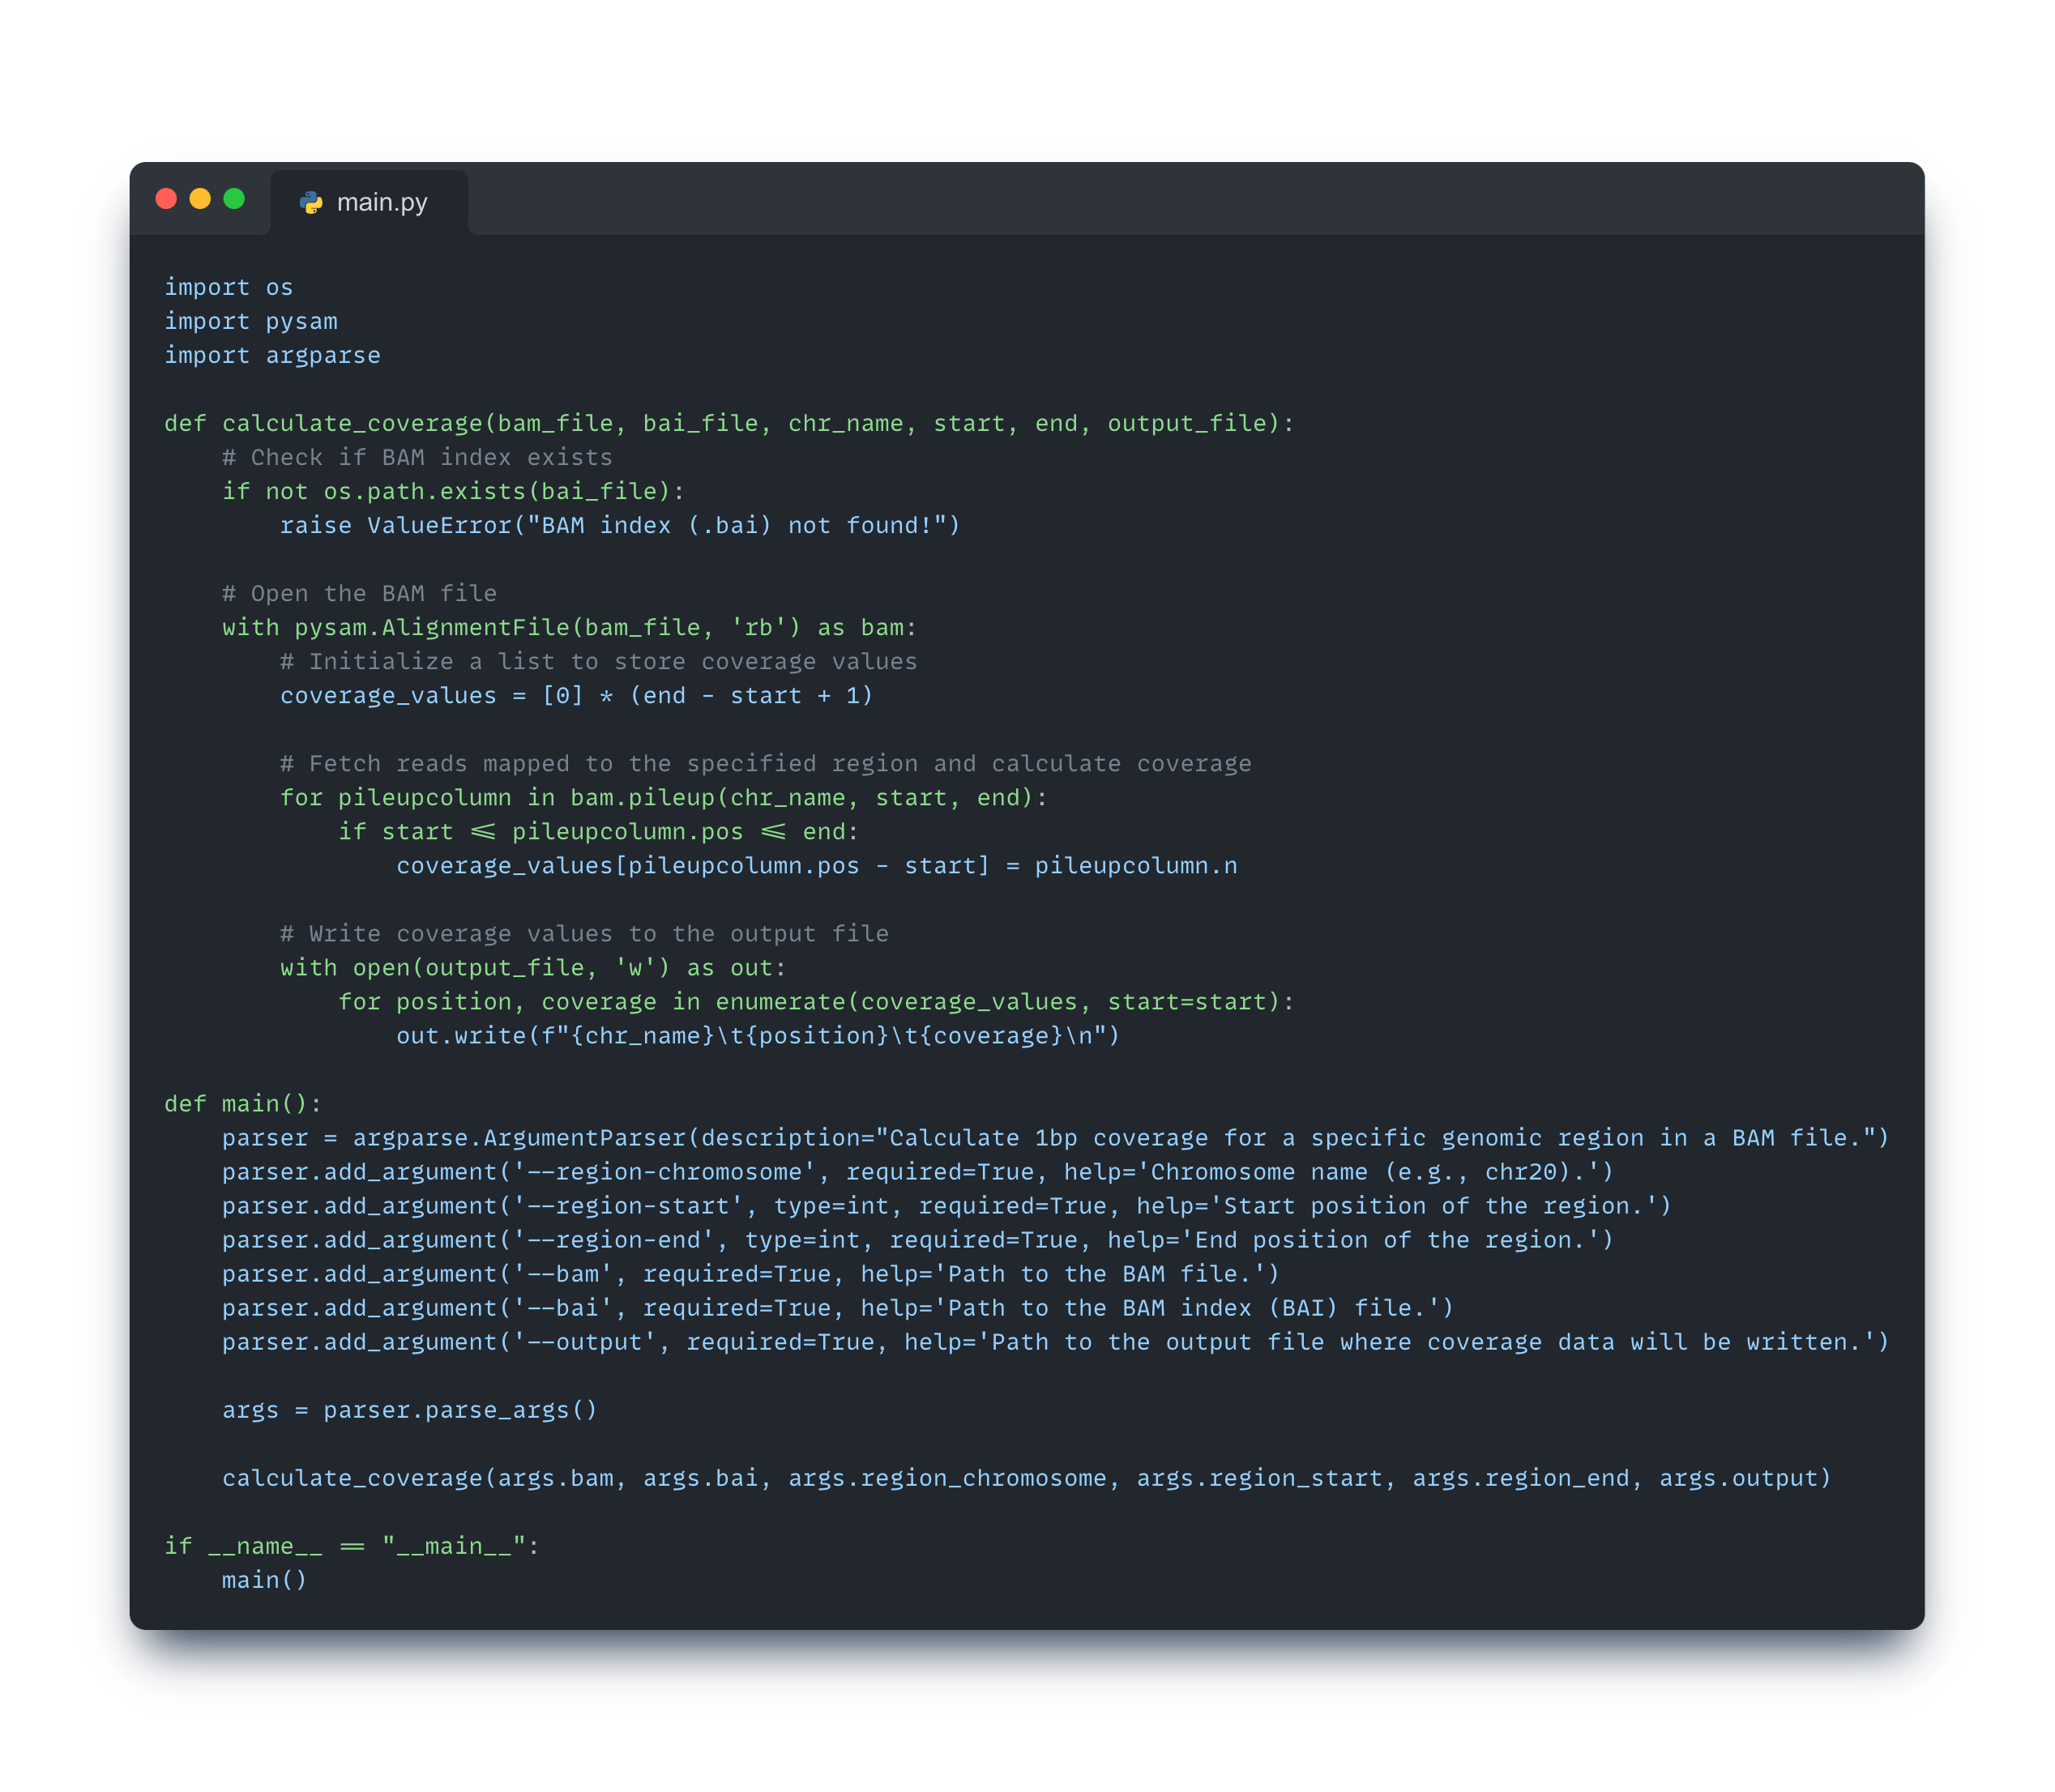 main.py
import os
import pysam
import argparse

def calculate_coverage(bam_file, bai_file, chr_name, start, end, output_file):
    # Check if BAM index exists
    if not os.path.exists(bai_file):
        raise ValueError("BAM index (.bai) not found!")

    # Open the BAM file
    with pysam.AlignmentFile(bam_file, 'rb') as bam:
        # Initialize a list to store coverage values
        coverage_values = [0] * (end - start + 1)

        # Fetch reads mapped to the specified region and calculate coverage
        for pileupcolumn in bam.pileup(chr_name, start, end):
            if start <= pileupcolumn.pos <= end:
                coverage_values[pileupcolumn.pos - start] = pileupcolumn.n

        # Write coverage values to the output file
        with open(output_file, 'w') as out:
            for position, coverage in enumerate(coverage_values, start=start):
                out.write(f"{chr_name}\t{position}\t{coverage}\n")

def main():
    parser = argparse.ArgumentParser(description="Calculate 1bp coverage for a specific genomic region in a BAM file.")
    parser.add_argument('--region-chromosome', required=True, help='Chromosome name (e.g., chr20).')
    parser.add_argument('--region-start', type=int, required=True, help='Start position of the region.')
    parser.add_argument('--region-end', type=int, required=True, help='End position of the region.')
    parser.add_argument('--bam', required=True, help='Path to the BAM file.')
    parser.add_argument('--bai', required=True, help='Path to the BAM index (BAI) file.')
    parser.add_argument('--output', required=True, help='Path to the output file where coverage data will be written.')

    args = parser.parse_args()

    calculate_coverage(args.bam, args.bai, args.region_chromosome, args.region_start, args.region_end, args.output)

if __name__ == "__main__":
    main()